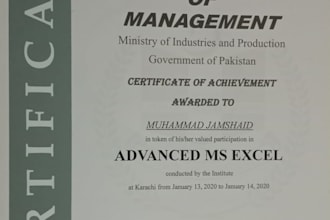 OF
MANAGEMENT
Ministry of Industries and Production
Government of Pakistan
CERTIFICATE OF ACHIEVEMENT
AWARDED TO
MUHAMMAD JAMSHAID
in token of his/her valued participation in
ADVANCED MS EXCEL
conducted by the Institute
at Karachi from January 13, 2020 to January 14, 2020
RTIFICA